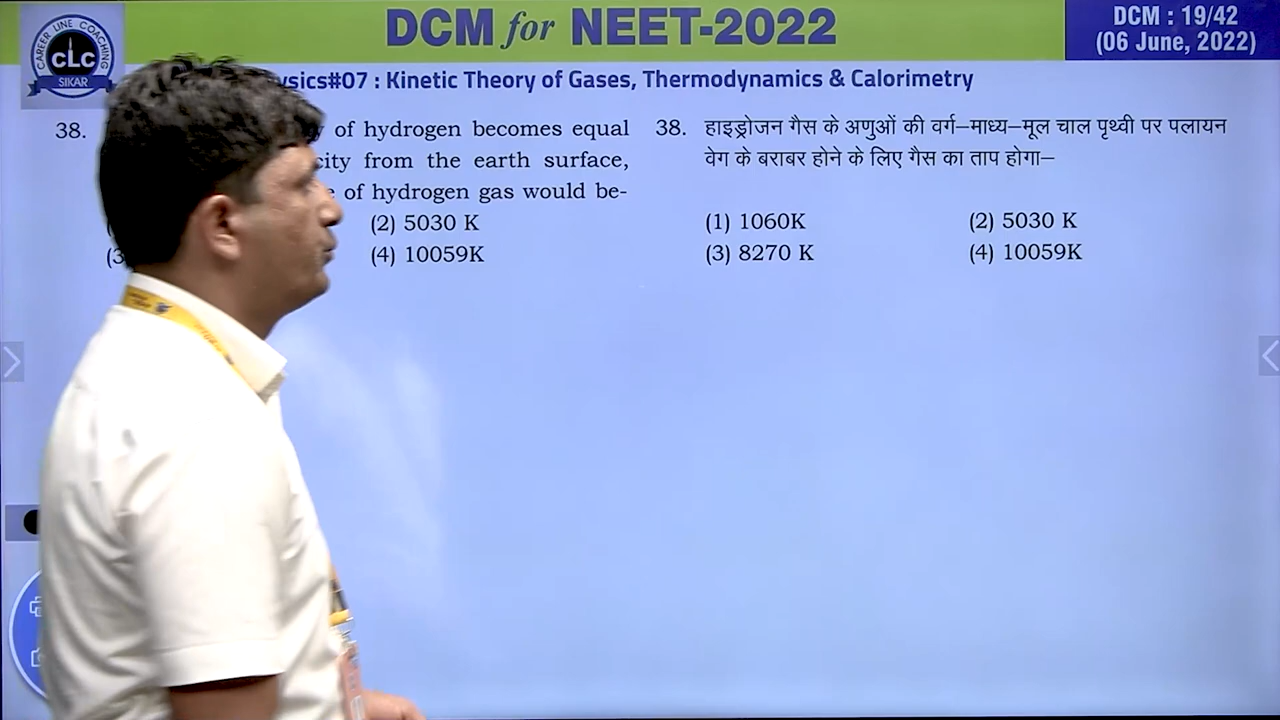 DCM for NEET-2022
DCM : 19/42
(06 June, 2022)
CAREER LINE COACHING
CLC
SIKAR
: Kinetic Theory of Gases, Thermodynamics & Calorimetry
38.
of hydrogen becomes equal
from the earth surface,
of hydrogen gas would be-
(2) 5030 K
(4) 10059K
38. हाइड्रोजन गैस के अणुओं की वर्ग–माध्य–मूल चाल पृथ्वी पर पलायन
वेग के बराबर होने के लिए गैस का ताप होगा–
(1) 1060K (2) 5030 K
(3) 8270 K (4) 10059K